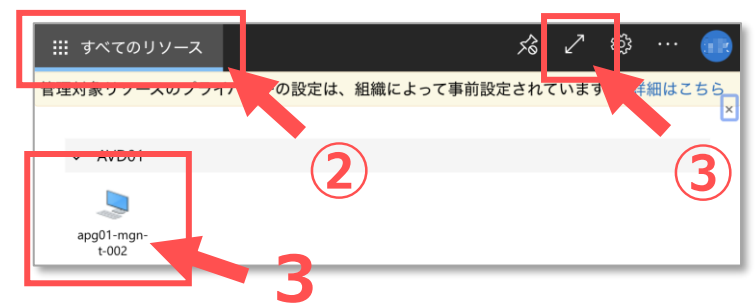 すべてのリソース
管理対象リソースのプライバ の設定は、組織によって事前設定されています 詳細はこちら
②
③
AVD01
apg01-mgn-
t-002
3